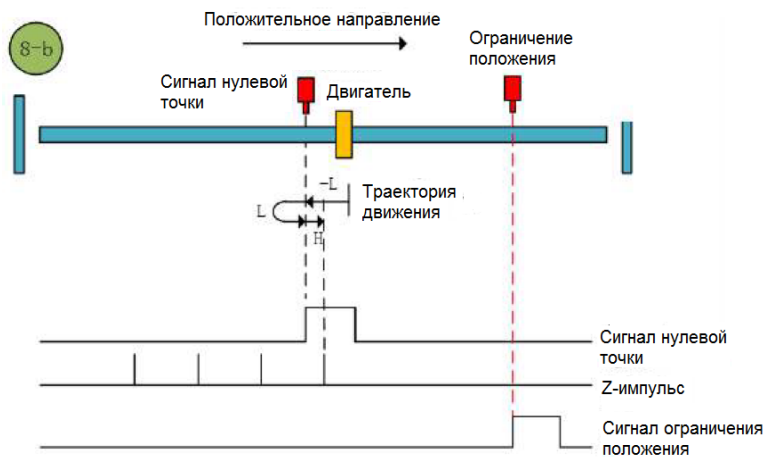 8-b
Положительное направление
Ограничение
положения
Сигнал нулевой
точки
Двигатель
-L
Траектория
движения
L
H
Сигнал нулевой
точки
Z-импульс
Сигнал ограничения
положения